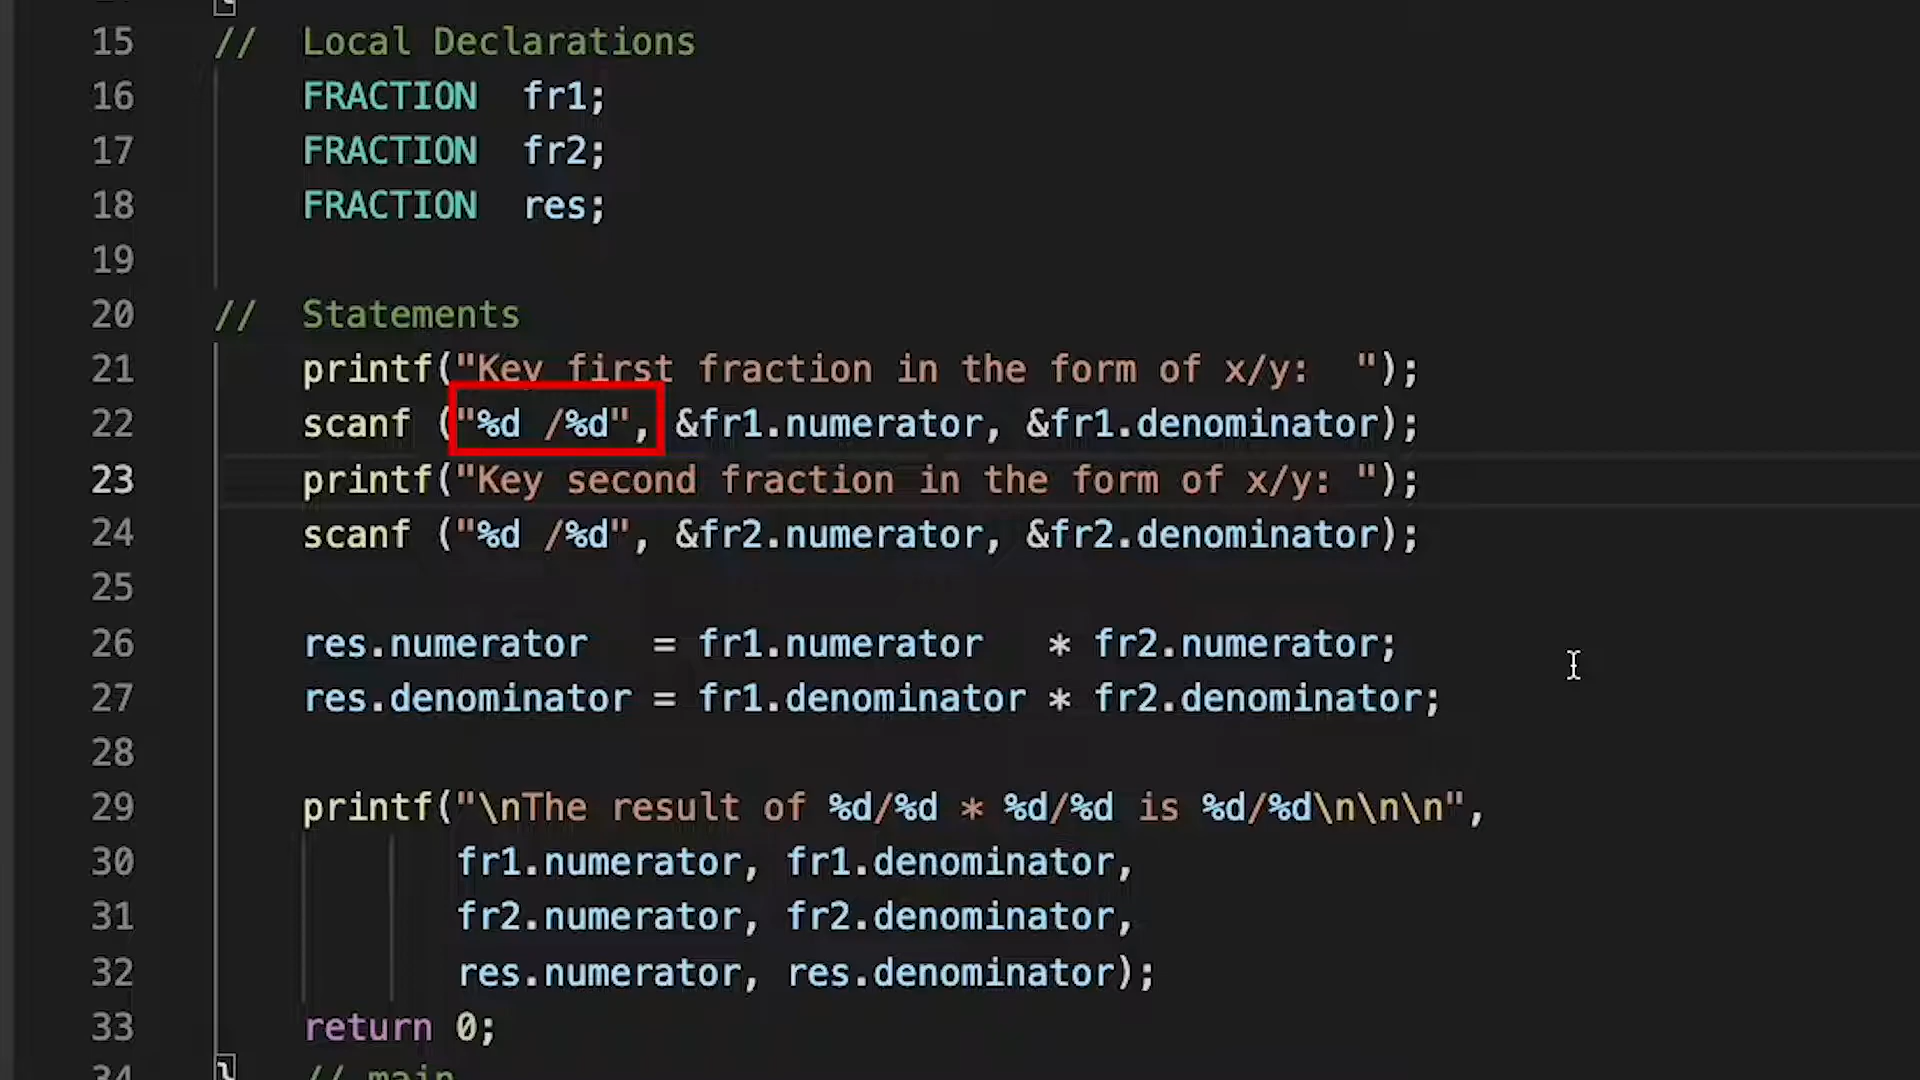 15 // Local Declarations
16 FRACTION fr1;
17 FRACTION fr2;
18 FRACTION res;
19
20 // Statements
21 printf("Key first fraction in the form of x/y:  ");
22 scanf ("%d /%d", &fr1.numerator, &fr1.denominator);
23 printf("Key second fraction in the form of x/y: ");
24 scanf ("%d /%d", &fr2.numerator, &fr2.denominator);
25
26 res.numerator   = fr1.numerator   * fr2.numerator;
27 res.denominator = fr1.denominator * fr2.denominator;
28
29 printf("\nThe result of %d/%d * %d/%d is %d/%d\n\n\n",
30 fr1.numerator, fr1.denominator,
31 fr2.numerator, fr2.denominator,
32 res.numerator, res.denominator);
33 return 0;
34 } // main